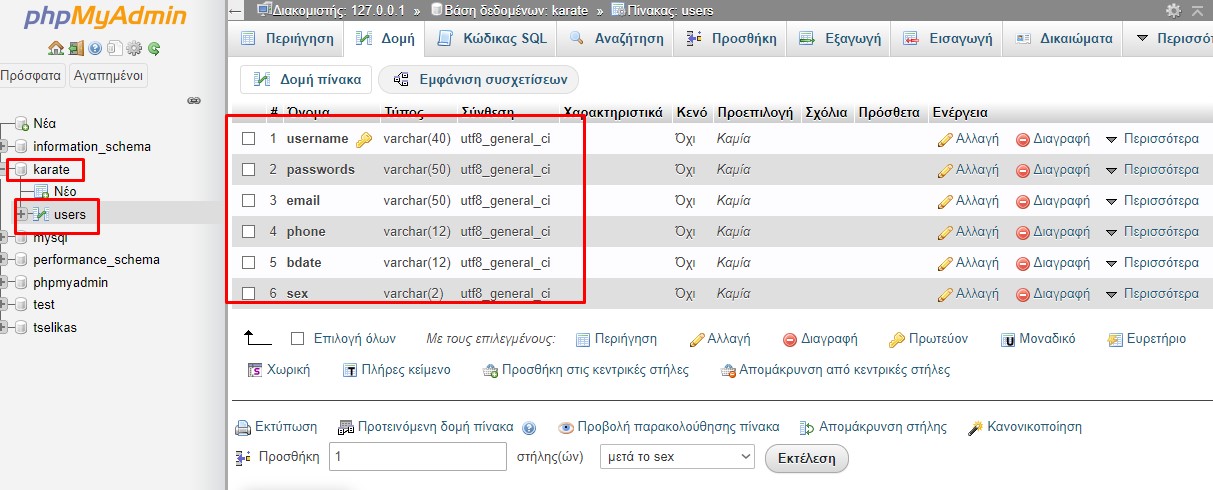 phpMyAdmin
Πρόσφατα Αγαπημένοι
Νέα
information_schema
karate
Νέο
users
mysql
performance_schema
phpmyadmin
test
tselikas
Διακομιστής: 127.0.0.1 » Βάση δεδομένων: karate » Πίνακας: users
Περιήγηση Δομή Κώδικας SQL Αναζήτηση Προσθήκη Εξαγωγή Εισαγωγή Δικαιώματα Περισσότ
Δομή πίνακα Εμφάνιση συσχετίσεων
# Όνομα Τύπος Σύνθεση Χαρακτηριστικά Κενό Προεπιλογή Σχόλια Πρόσθετα Ενέργεια
1 username varchar(40) utf8_general_ci Όχι Καμία Αλλαγή Διαγραφή Περισσότερα
2 passwords varchar(50) utf8_general_ci Όχι Καμία Αλλαγή Διαγραφή Περισσότερα
3 email varchar(50) utf8_general_ci Όχι Καμία Αλλαγή Διαγραφή Περισσότερα
4 phone varchar(12) utf8_general_ci Όχι Καμία Αλλαγή Διαγραφή Περισσότερα
5 bdate varchar(12) utf8_general_ci Όχι Καμία Αλλαγή Διαγραφή Περισσότερα
6 sex varchar(2) utf8_general_ci Όχι Καμία Αλλαγή Διαγραφή Περισσότερα
Επιλογή όλων Με τους επιλεγμένους: Περιήγηση Αλλαγή Διαγραφή Πρωτεύον Μοναδικό Ευρετήριο
Χωρική Πλήρες κείμενο Προσθήκη στις κεντρικές στήλες Απομάκρυνση από κεντρικές στήλες
Εκτύπωση Προτεινόμενη δομή πίνακα Προβολή παρακολούθησης πίνακα Απομάκρυνση στήλης Κανονικοποίηση
Προσθήκη 1 στήλης(ών) μετά το sex Εκτέλεση